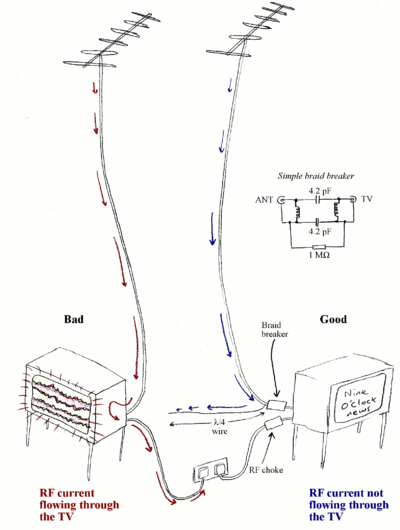 Simple braid breaker
4.2 pF
ANT
TV
4.2 pF
1 MΩ
Bad
Good
Braid
breaker
Nine
O'clock
news
λ/4
wire
RF choke
RF current
flowing through
the TV
RF current not
flowing through
the TV